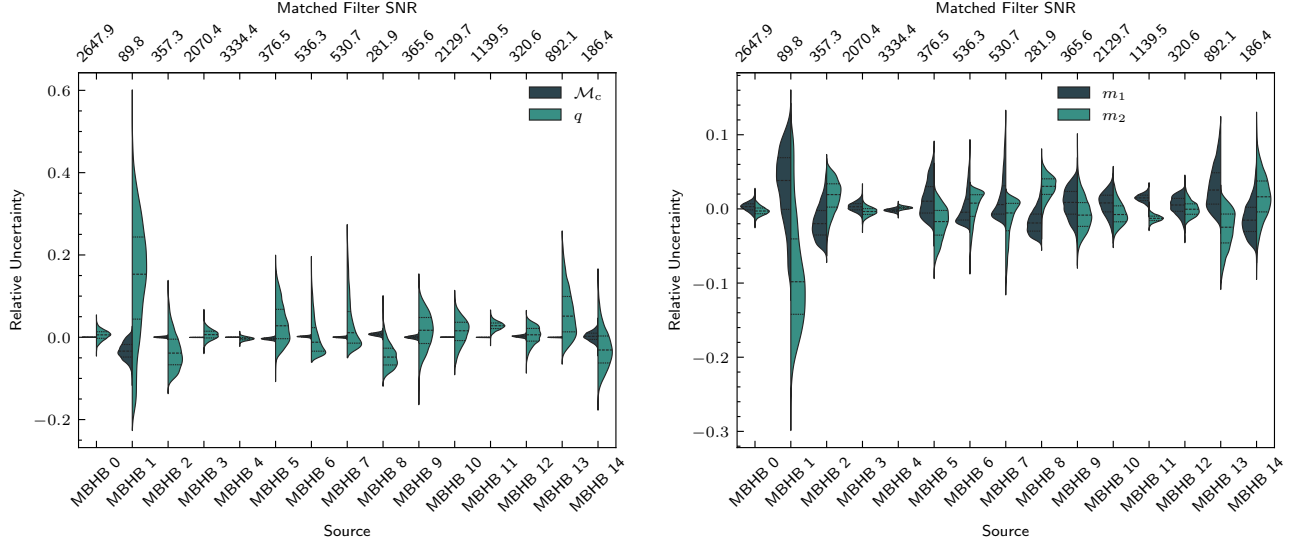 Matched Filter SNR
2647.9 89.8 357.3 2070.4 3334.4 376.5 536.3 530.7 281.9 365.6 2129.7 1139.5 320.6 892.1 186.4
ℳc
q
0.6
0.4
0.2
0.0
−0.2
Relative Uncertainty
MBHB 0 MBHB 1 MBHB 2 MBHB 3 MBHB 4 MBHB 5 MBHB 6 MBHB 7 MBHB 8 MBHB 9 MBHB 10 MBHB 11 MBHB 12 MBHB 13 MBHB 14
Source
Matched Filter SNR
2647.9 89.8 357.3 2070.4 3334.4 376.5 536.3 530.7 281.9 365.6 2129.7 1139.5 320.6 892.1 186.4
m1
m2
0.1
0.0
−0.1
−0.2
−0.3
Relative Uncertainty
MBHB 0 MBHB 1 MBHB 2 MBHB 3 MBHB 4 MBHB 5 MBHB 6 MBHB 7 MBHB 8 MBHB 9 MBHB 10 MBHB 11 MBHB 12 MBHB 13 MBHB 14
Source